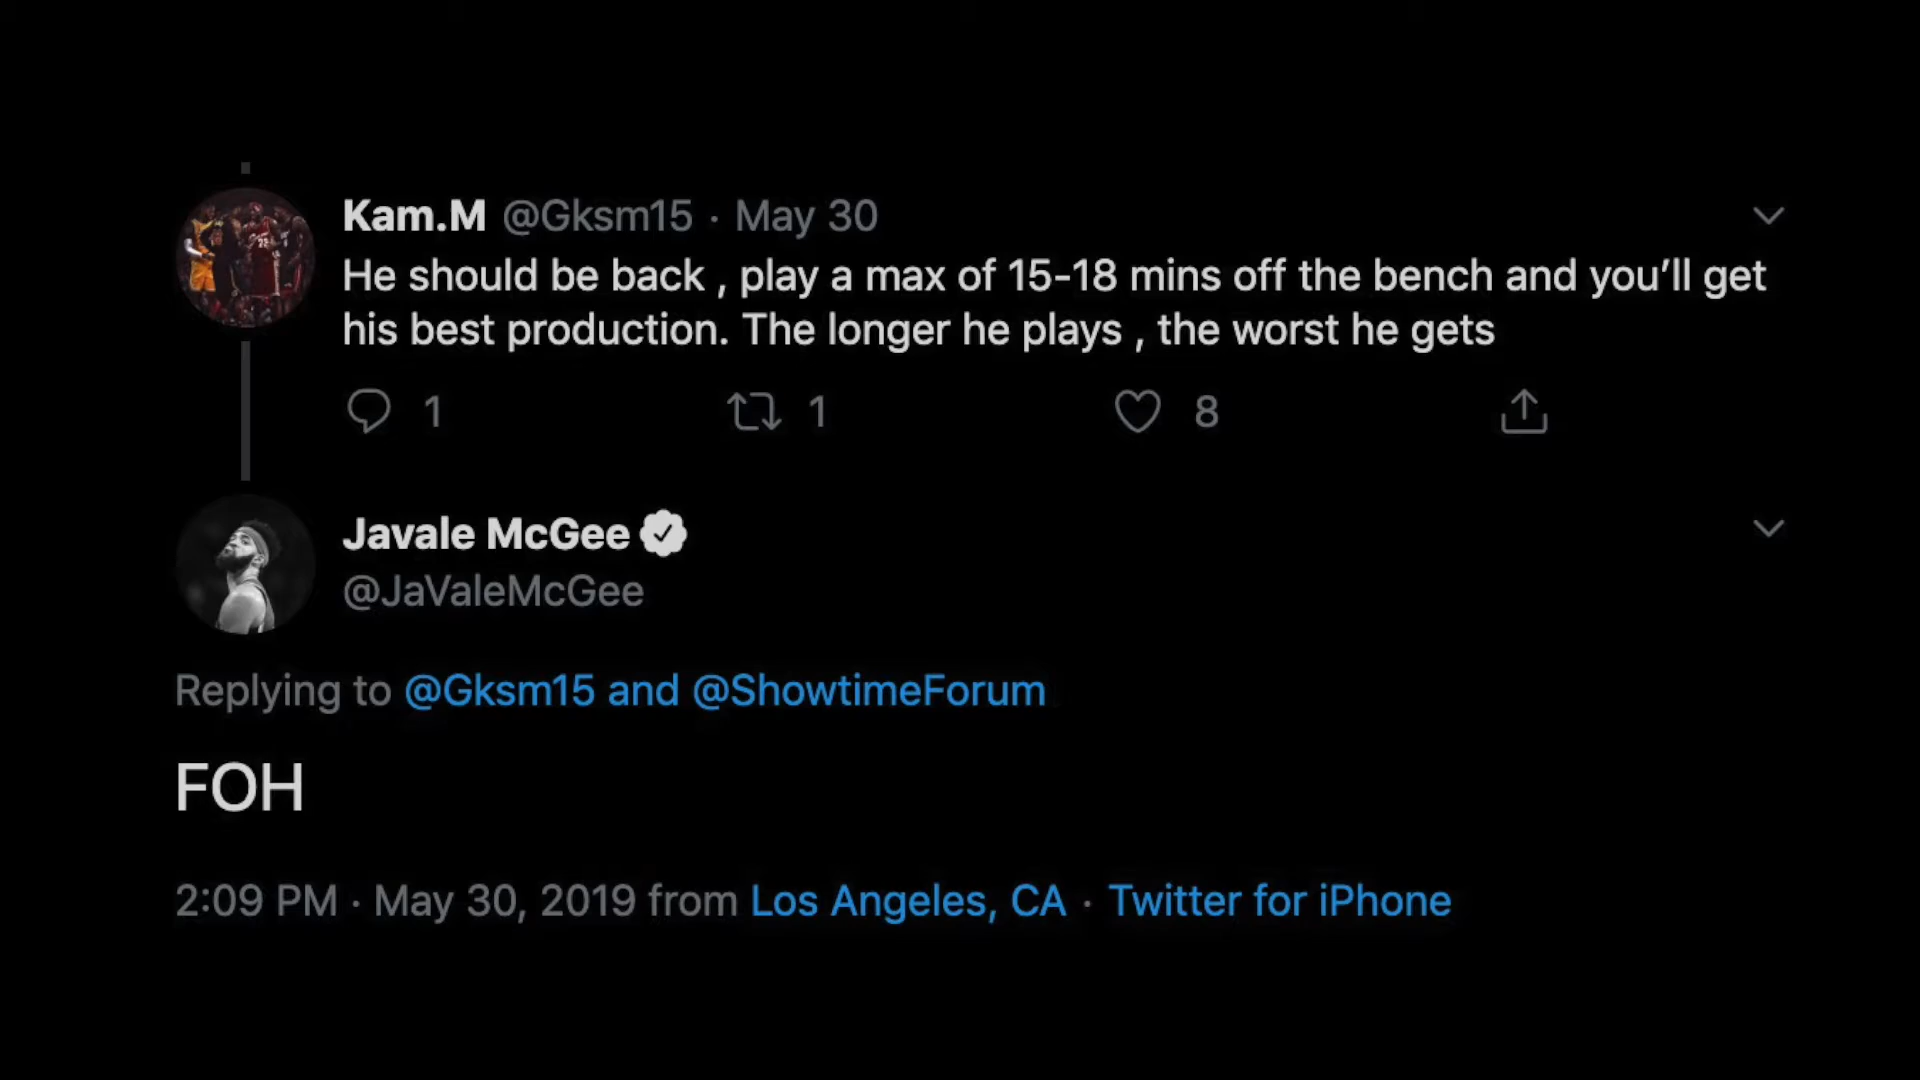 Kam.M @Gksm15 · May 30
He should be back , play a max of 15-18 mins off the bench and you’ll get
his best production. The longer he plays , the worst he gets
1 1 8
Javale McGee
@JaValeMcGee
Replying to @Gksm15 and @ShowtimeForum
FOH
2:09 PM · May 30, 2019 from Los Angeles, CA · Twitter for iPhone